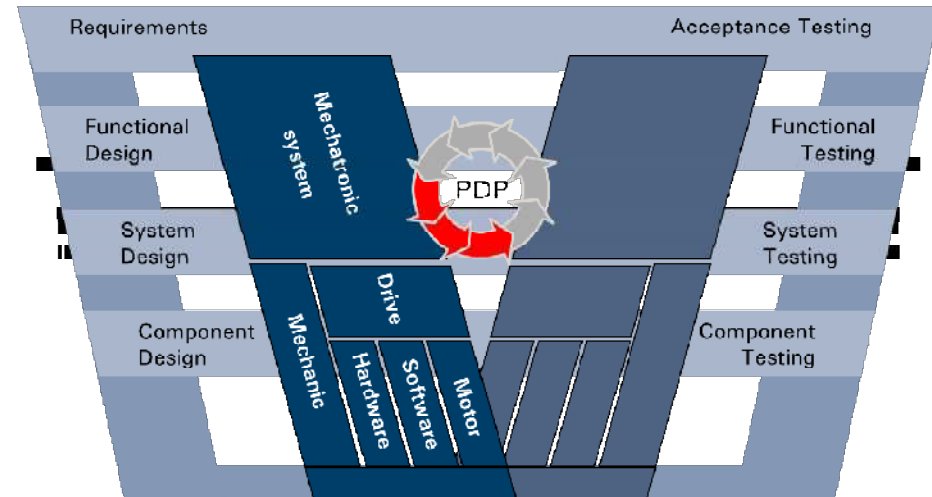 Requirements
Acceptance Testing
Mechatronic
system
Functional
Design
PDP
Functional
Testing
System
Design
System
Testing
Drive
Mechanic
Component
Design
Hardware
Software
Motor
Component
Testing